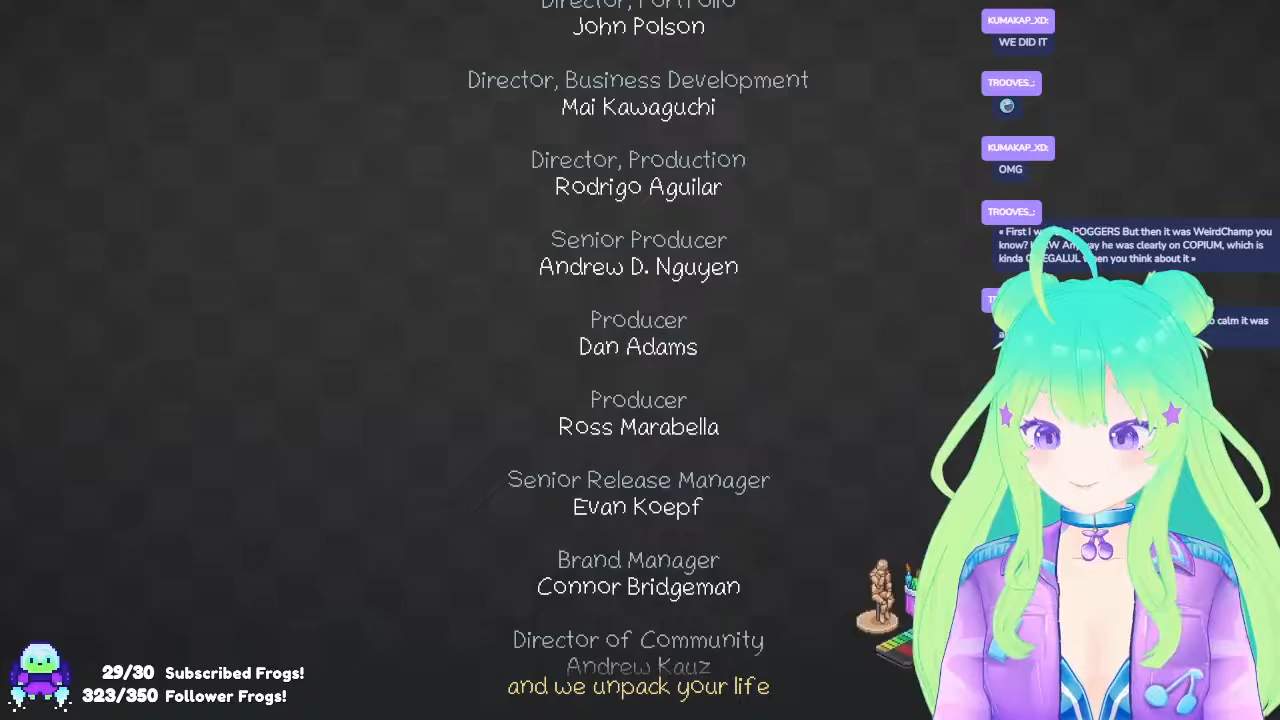 Director, Portfolio
John Polson
Director, Business Development
Mai Kawaguchi
Director, Production
Rodrigo Aguilar
Senior Producer
Andrew D. Nguyen
Producer
Dan Adams
Producer
Ross Marabella
Senior Release Manager
Evan Koepf
Brand Manager
Connor Bridgeman
Director of Community
Andrew Kauz
and we unpack your life
KUMAKAP_XD:
WE DID IT
TROOVES_:
KUMAKAP_XD:
OMG
TROOVES_:
« First I POGGERS But then it was WeirdChamp you
know? he was clearly on COPIUM, which is
kinda when you think about it »
calm it was
29/30 Subscribed Frogs!
323/350 Follower Frogs!